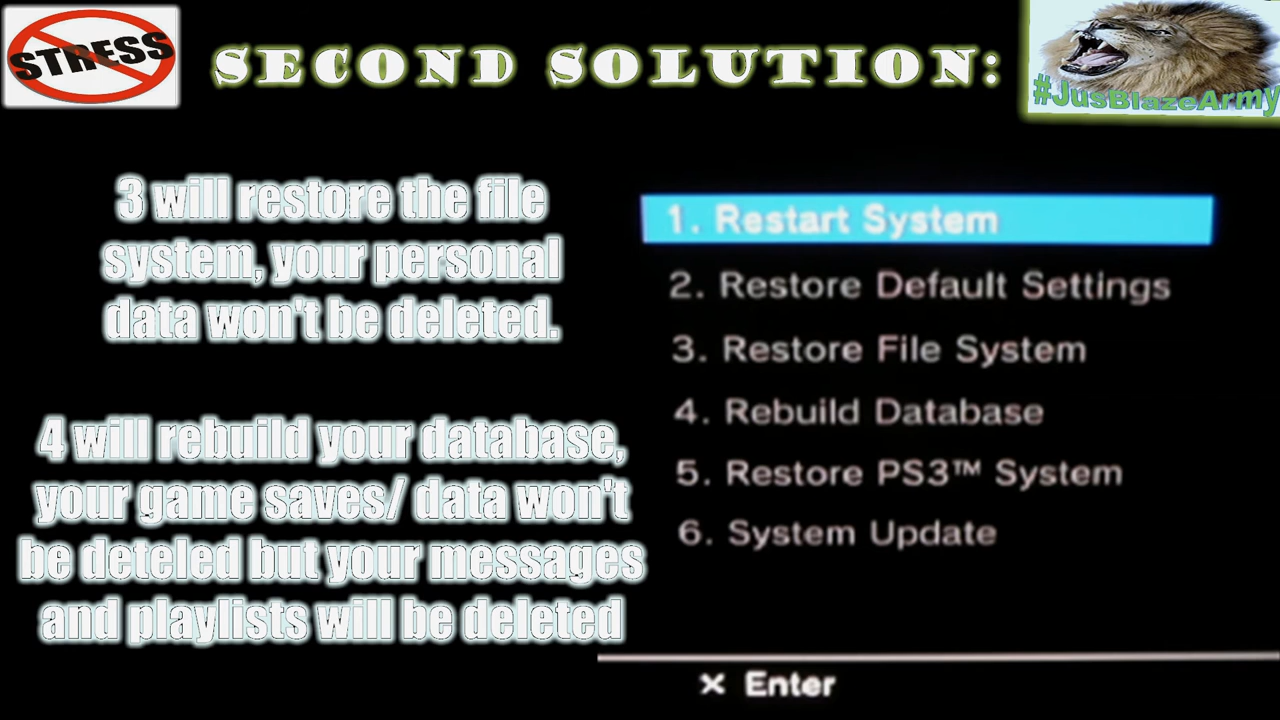 STRESS
SECOND SOLUTION:
#JusBlazeArmy
3 will restore the file
system, your personal
data won't be deleted.
4 will rebuild your database,
your game saves/ data won't
be deteled but your messages
and playlists will be deleted
1. Restart System
2. Restore Default Settings
3. Restore File System
4. Rebuild Database
5. Restore PS3™ System
6. System Update
✕ Enter